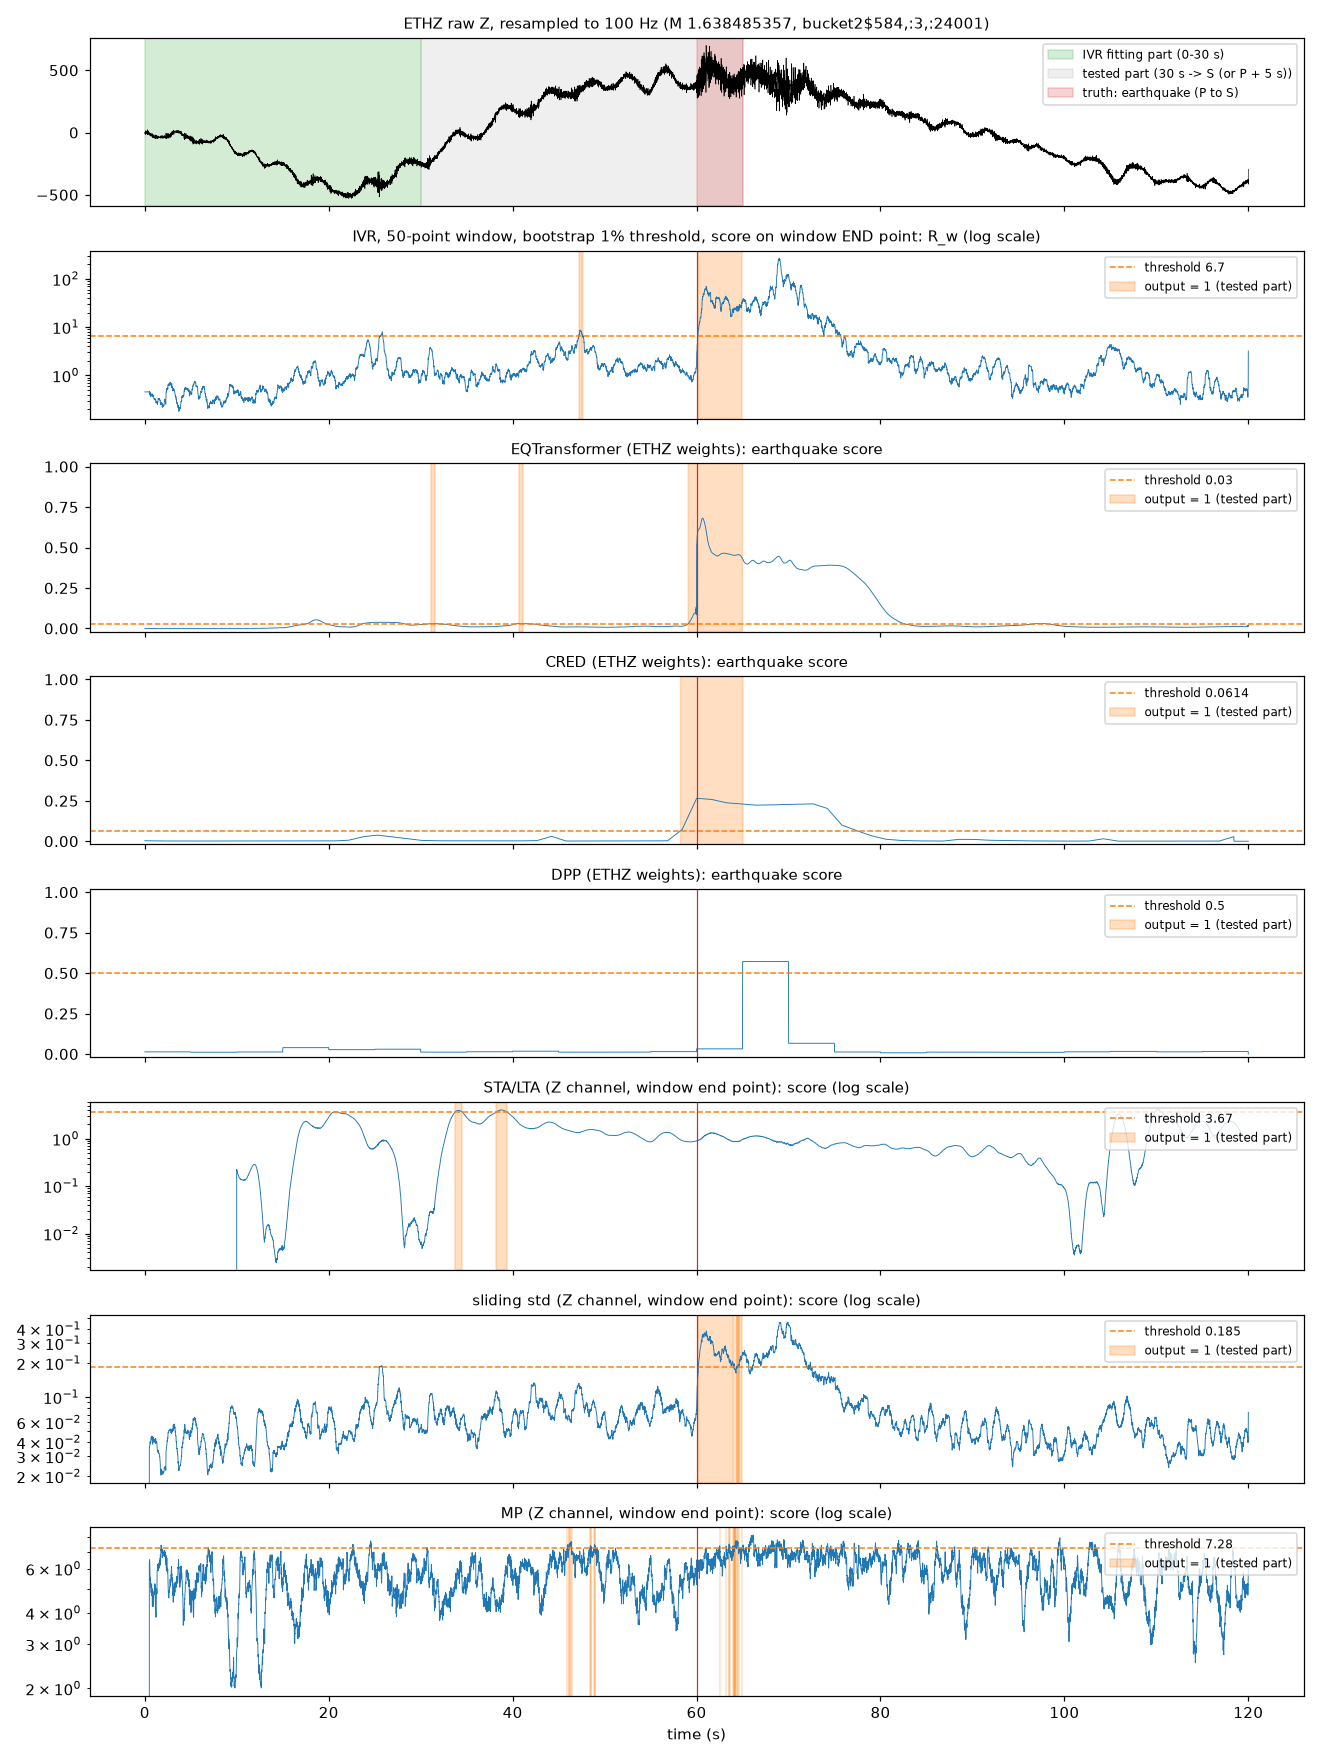 ETHZ raw Z, resampled to 100 Hz (M 1.638485357, bucket2$584,:3,:24001)
500
0
−500
IVR fitting part (0-30 s)
tested part (30 s -> S (or P + 5 s))
truth: earthquake (P to S)
IVR, 50-point window, bootstrap 1% threshold, score on window END point: R_w (log scale)
10²
10¹
10⁰
threshold 6.7
output = 1 (tested part)
EQTransformer (ETHZ weights): earthquake score
1.00
0.75
0.50
0.25
0.00
threshold 0.03
output = 1 (tested part)
CRED (ETHZ weights): earthquake score
1.00
0.75
0.50
0.25
0.00
threshold 0.0614
output = 1 (tested part)
DPP (ETHZ weights): earthquake score
1.00
0.75
0.50
0.25
0.00
threshold 0.5
output = 1 (tested part)
STA/LTA (Z channel, window end point): score (log scale)
10⁰
10⁻¹
10⁻²
threshold 3.67
output = 1 (tested part)
sliding std (Z channel, window end point): score (log scale)
4 × 10⁻¹
3 × 10⁻¹
2 × 10⁻¹
10⁻¹
6 × 10⁻²
4 × 10⁻²
3 × 10⁻²
2 × 10⁻²
threshold 0.185
output = 1 (tested part)
MP (Z channel, window end point): score (log scale)
6 × 10⁰
4 × 10⁰
3 × 10⁰
2 × 10⁰
threshold 7.28
output = 1 (tested part)
0 20 40 60 80 100 120
time (s)